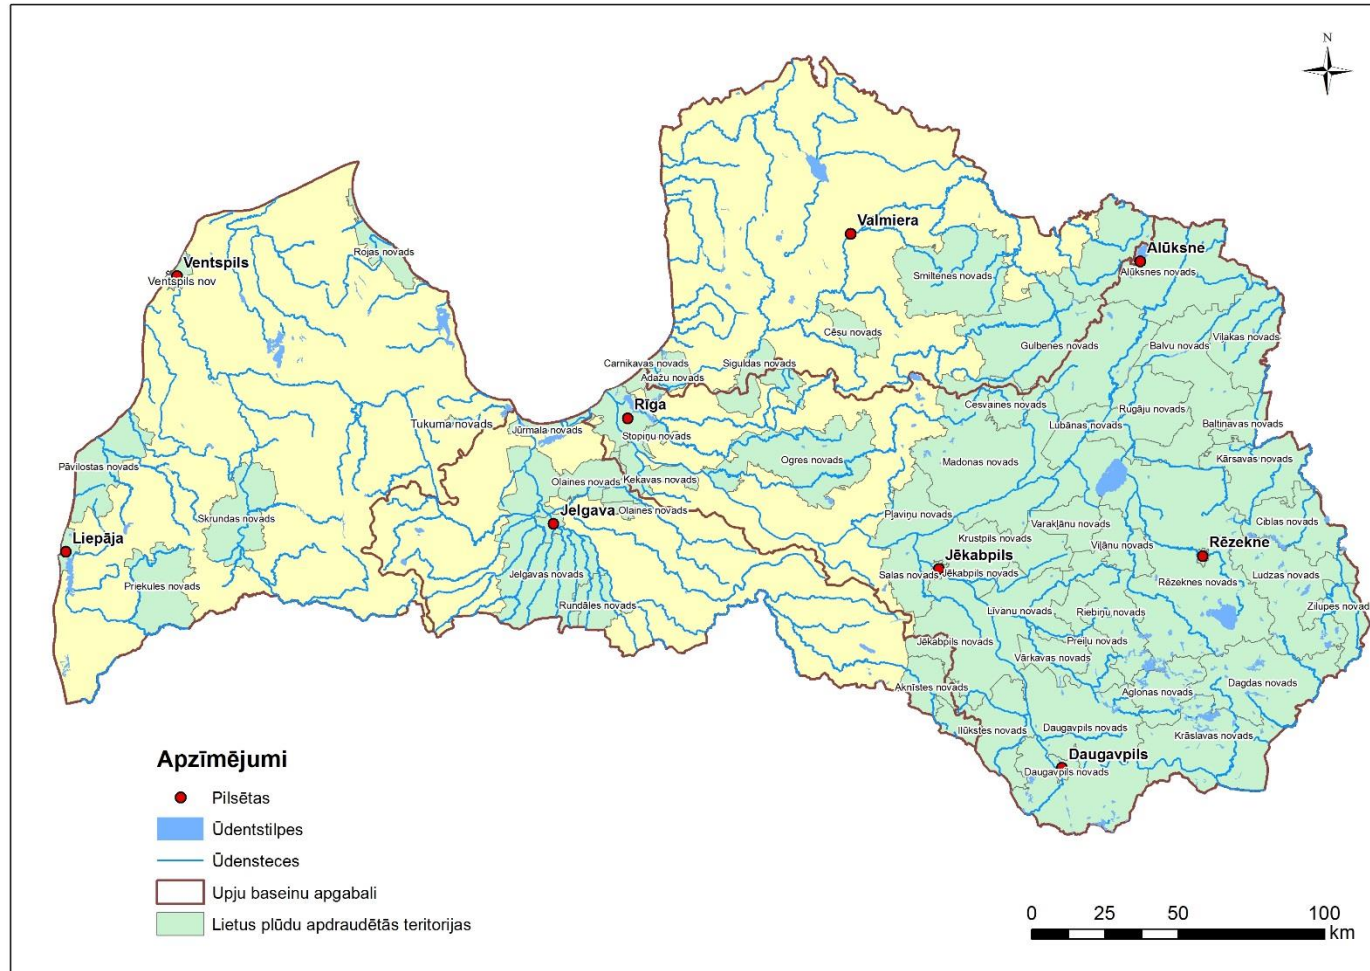 N
Valmiera
Alūksne
Alūksnes novads
Ventspils
Ventspils nov
Rojas novads
Smiltenes novads
Cēsu novads
Gulbenes novads
Balvu novads
Viļakas novads
Carnikavas novads
Siguldas novads
Ādažu novads
Rīga
Tukuma novads
Jūrmala novads
Stopiņu novads
Cesvaines novads
Rugāju novads
Lubānas novads
Baltinavas novads
Pāvilostas novads
Ogres novads
Madonas novads
Kārsavas novads
Olaines novads
Ķekavas novads
Skrundas novads
Jelgava
Olaines novads
Pļaviņu novads
Varakļānu novads
Ciblas novads
Liepāja
Krustpils novads
Viļānu novads
Rēzekne
Jēkabpils
Priekules novads
Jelgavas novads
Salas novads
Jēkabpils novads
Rēzeknes novads
Ludzas novads
Rundāles novads
Līvanu novads
Riebiņu novads
Zilupes novads
Jēkabpils novads
Preiļu novads
Vārkavas novads
Aknīstes novads
Aglonas novads
Dagdas novads
Ilūkstes novads
Daugavpils novads
Krāslavas novads
Daugavpils
Daugavpils novads
Apzīmējumi
Pilsētas
Ūdentstilpes
Ūdensteces
Upju baseinu apgabali
Lietus plūdu apdraudētās teritorijas
0 25 50 100
km